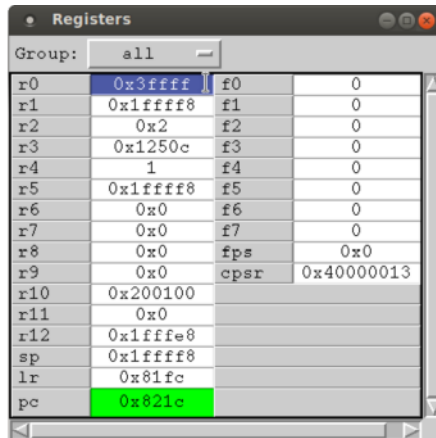 Registers
Group: all
r0 0x3ffff f0 0
r1 0x1ffff8 f1 0
r2 0x2 f2 0
r3 0x1250c f3 0
r4 1 f4 0
r5 0x1ffff8 f5 0
r6 0x0 f6 0
r7 0x0 f7 0
r8 0x0 fps 0x0
r9 0x0 cpsr 0x40000013
r10 0x200100
r11 0x0
r12 0x1fffe8
sp 0x1ffff8
lr 0x81fc
pc 0x821c